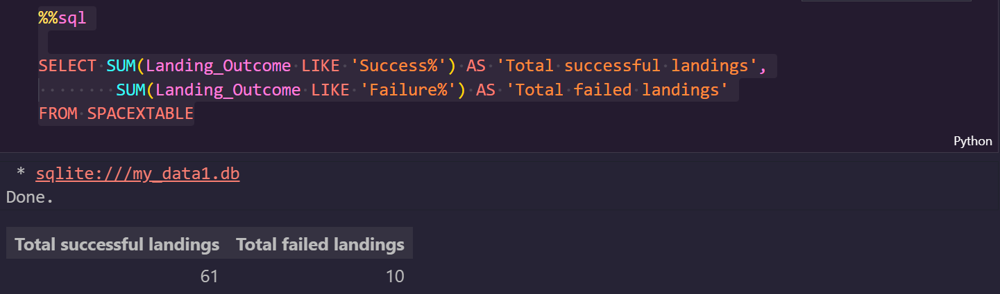 %%sql
SELECT SUM(Landing_Outcome LIKE 'Success%') AS 'Total successful landings',
SUM(Landing_Outcome LIKE 'Failure%') AS 'Total failed landings'
FROM SPACEXTABLE
Python
* sqlite:///my_data1.db
Done.
Total successful landings Total failed landings
61 10